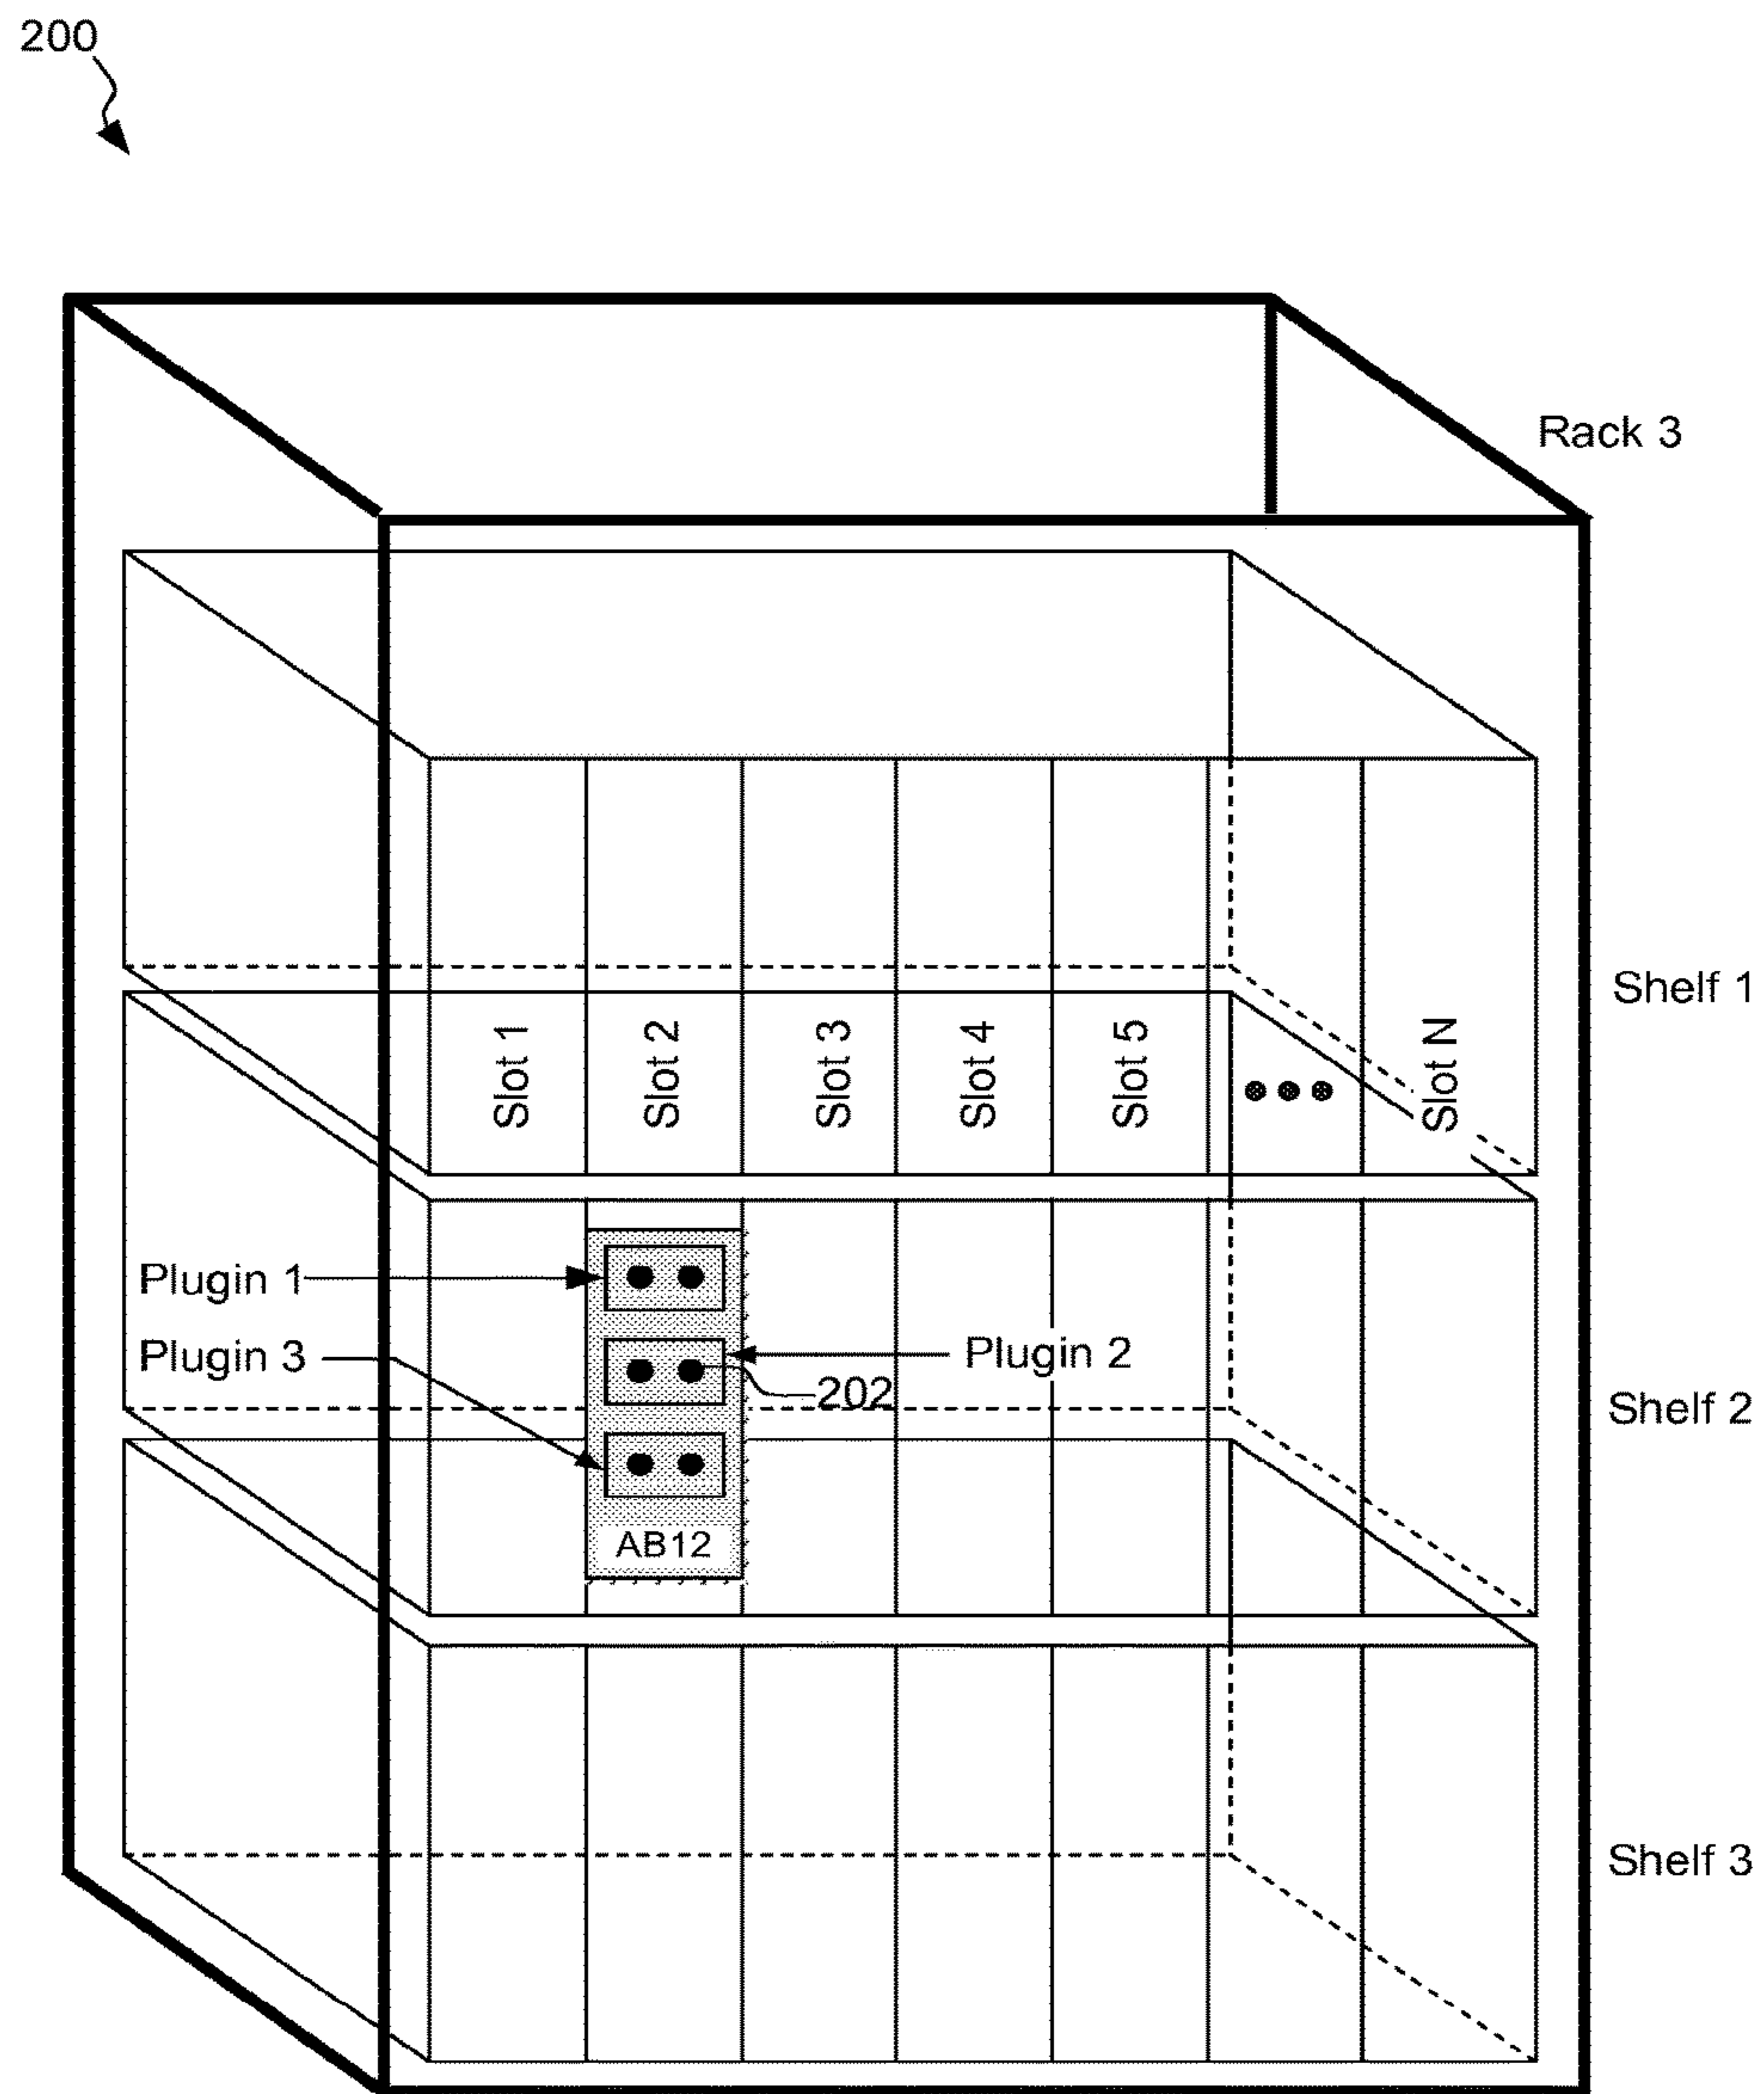 200
Rack 3
Shelf 1
Slot 1
Slot 2
Slot 3
Slot 4
Slot 5
Slot N
Plugin 1
Plugin 3
Plugin 2
202
Shelf 2
AB12
Shelf 3